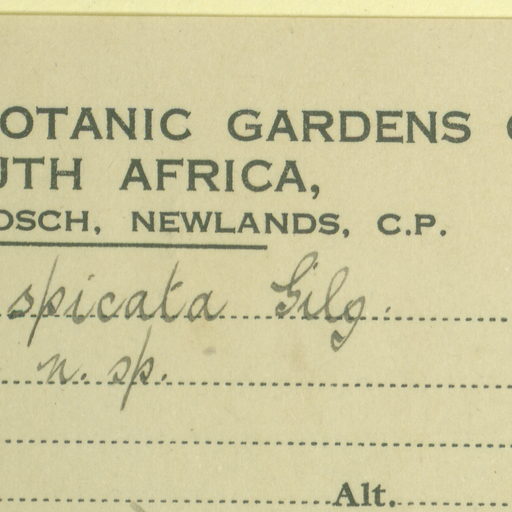 OTANIC GARDENS
UTH AFRICA,
OSCH, NEWLANDS, C.P.
spicata Gilg.
n. sp.
Alt.